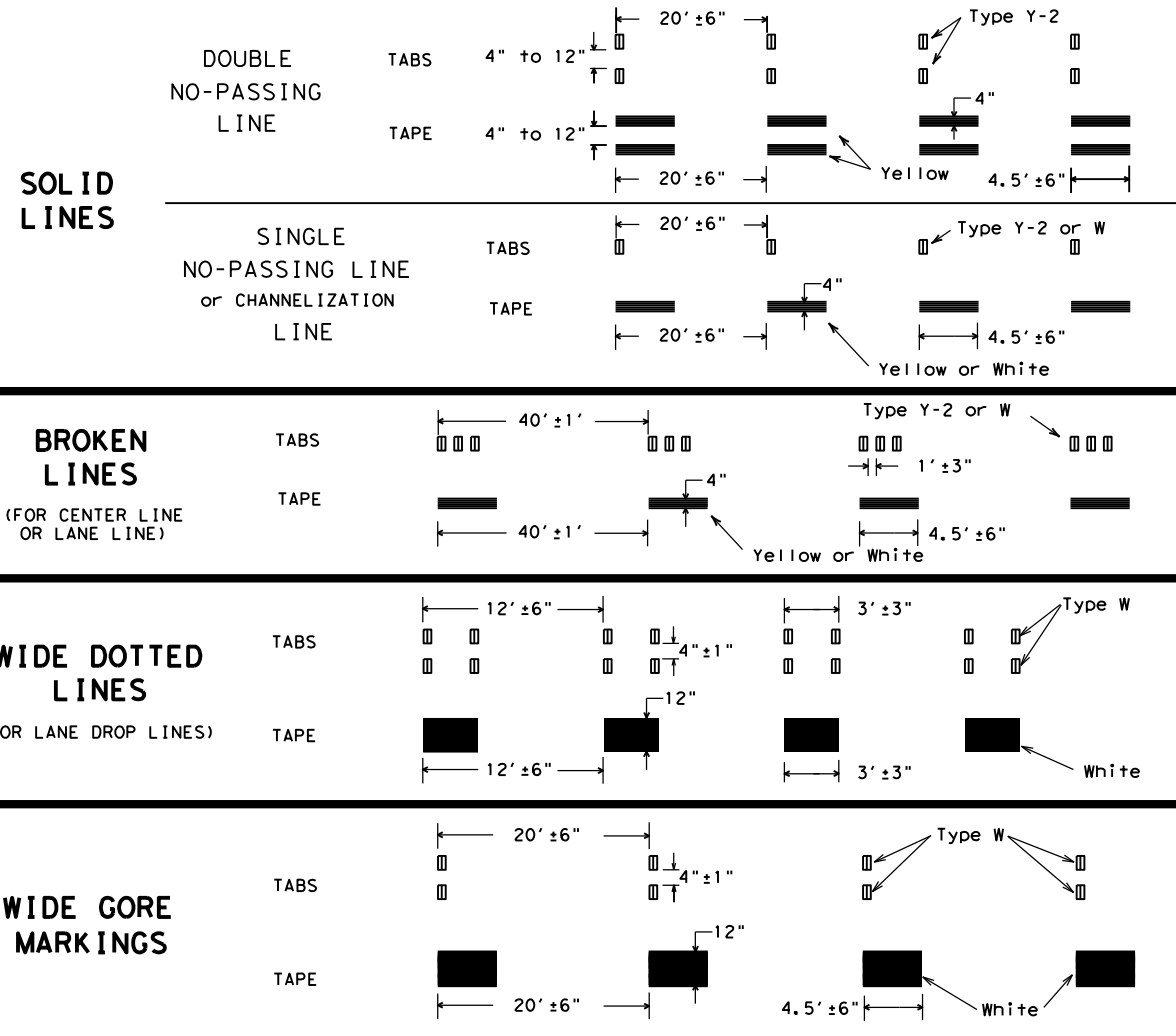 SOLID
LINES
DOUBLE
NO-PASSING
LINE
TABS
4" to 12"
20'±6"
Type Y-2
TAPE
4" to 12"
4"
20'±6"
Yellow
4.5'±6"
SINGLE
NO-PASSING LINE
or CHANNELIZATION
LINE
TABS
20'±6"
Type Y-2 or W
TAPE
4"
20'±6"
4.5'±6"
Yellow or White
BROKEN
LINES
(FOR CENTER LINE
OR LANE LINE)
TABS
40'±1'
Type Y-2 or W
1'±3"
TAPE
4"
40'±1'
4.5'±6"
Yellow or White
WIDE DOTTED
LINES
OR LANE DROP LINES)
TABS
12'±6"
3'±3"
Type W
4"±1"
TAPE
12"
12'±6"
3'±3"
White
WIDE GORE
MARKINGS
TABS
20'±6"
Type W
4"±1"
TAPE
12"
20'±6"
4.5'±6"
White